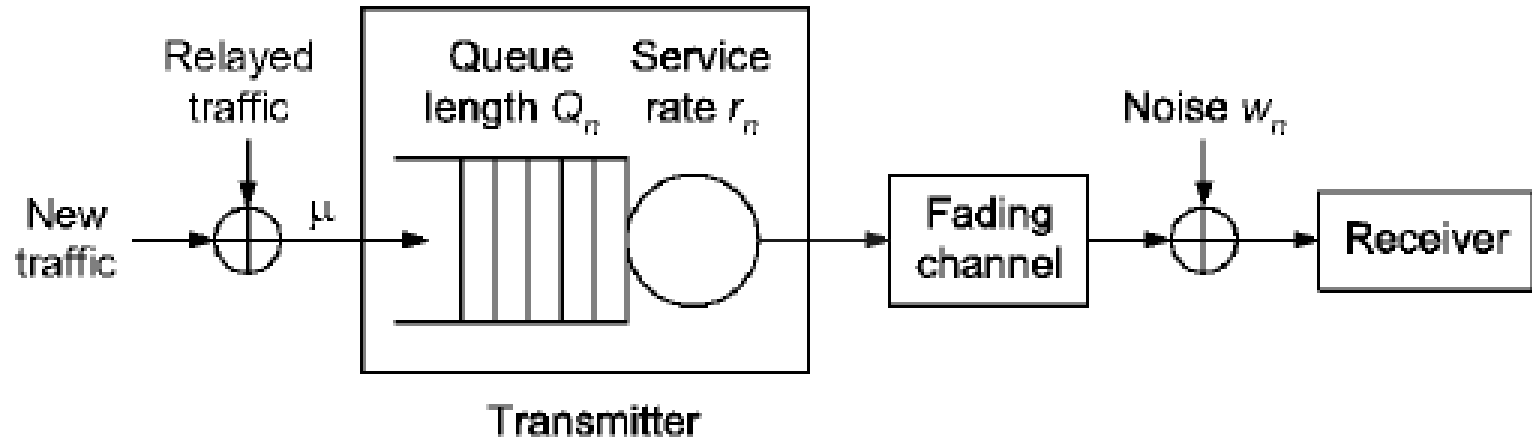 Relayed
traffic
New
traffic
μ
Queue
length Qₙ
Service
rate rₙ
Transmitter
Fading
channel
Noise wₙ
Receiver